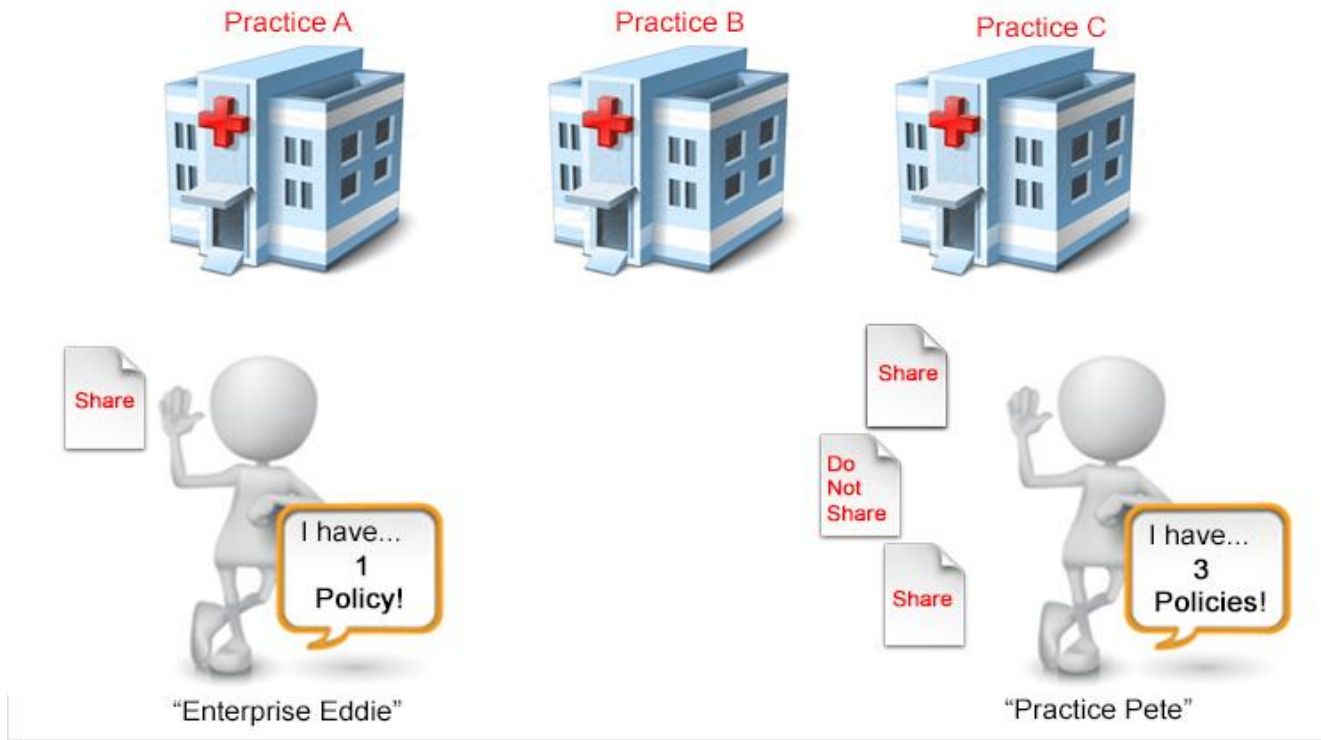 Practice A
Practice B
Practice C
Share
I have...
1
Policy!
"Enterprise Eddie"
Share
Do
Not
Share
Share
I have...
3
Policies!
"Practice Pete"